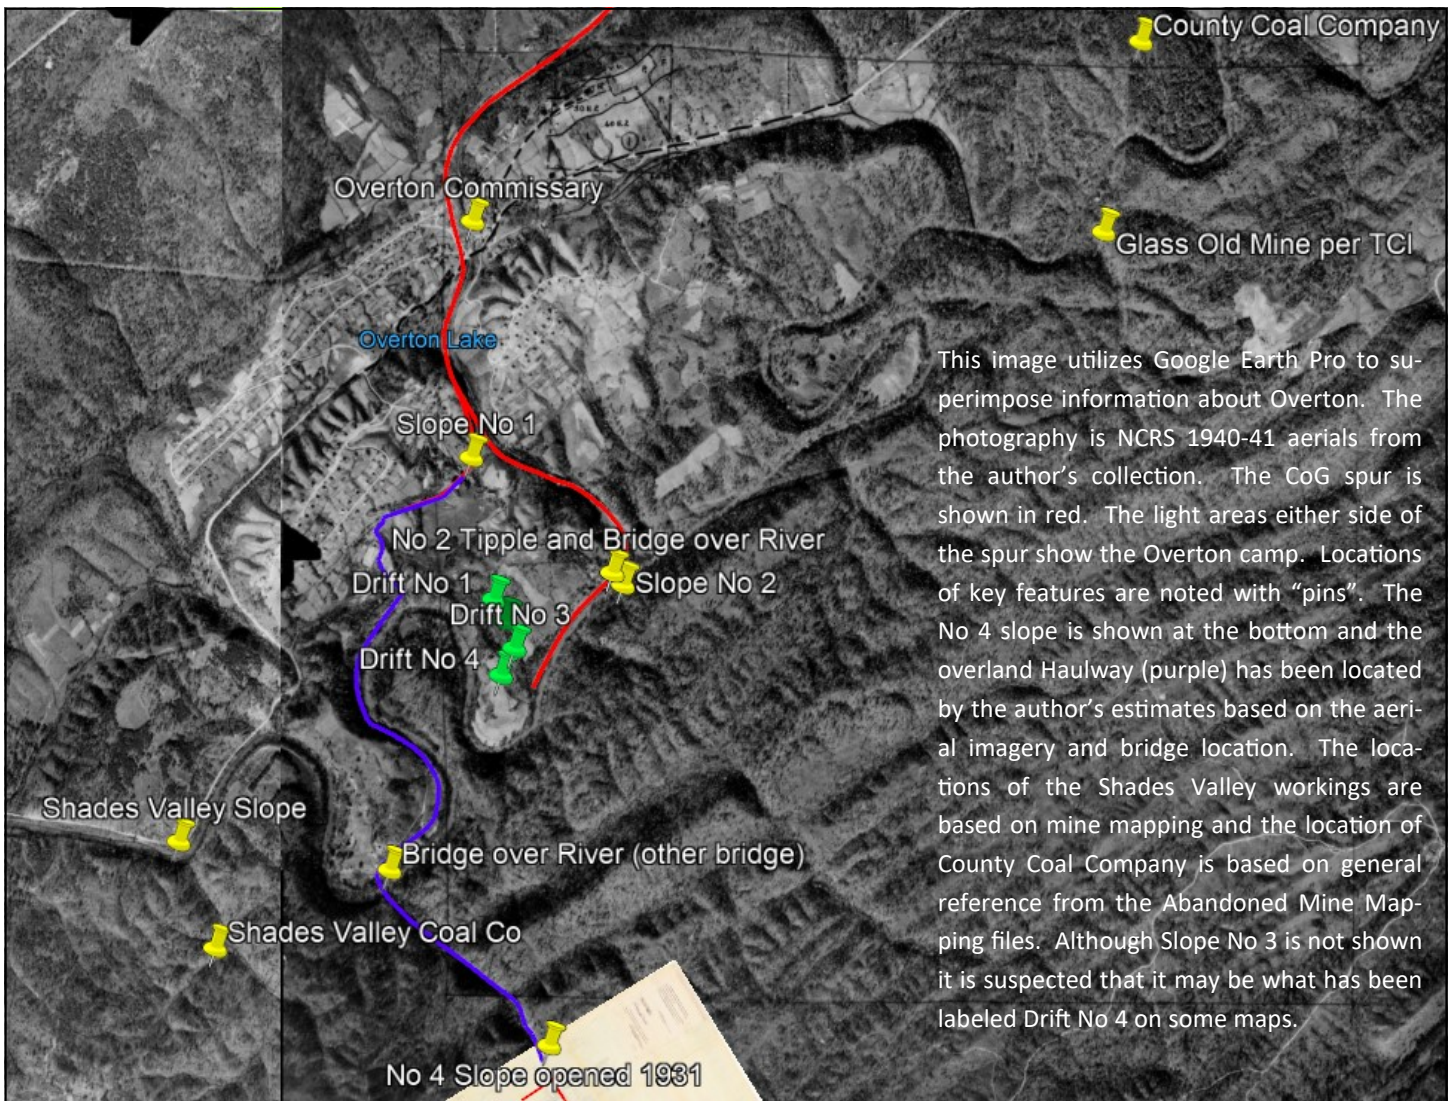 County Coal Company
Overton Commissary
Glass Old Mine per TCI
Overton Lake
Slope No 1
No 2 Tipple and Bridge over River
Drift No 1
Slope No 2
Drift No 3
Drift No 4
Shades Valley Slope
Bridge over River (other bridge)
Shades Valley Coal Co
No 4 Slope opened 1931
This image utilizes Google Earth Pro to su-
perimpose information about Overton. The
photography is NCRS 1940-41 aerials from
the author’s collection. The CoG spur is
shown in red. The light areas either side of
the spur show the Overton camp. Locations
of key features are noted with “pins”. The
No 4 slope is shown at the bottom and the
overland Haulway (purple) has been located
by the author’s estimates based on the aeri-
al imagery and bridge location. The loca-
tions of the Shades Valley workings are
based on mine mapping and the location of
County Coal Company is based on general
reference from the Abandoned Mine Map-
ping files. Although Slope No 3 is not shown
it is suspected that it may be what has been
labeled Drift No 4 on some maps.